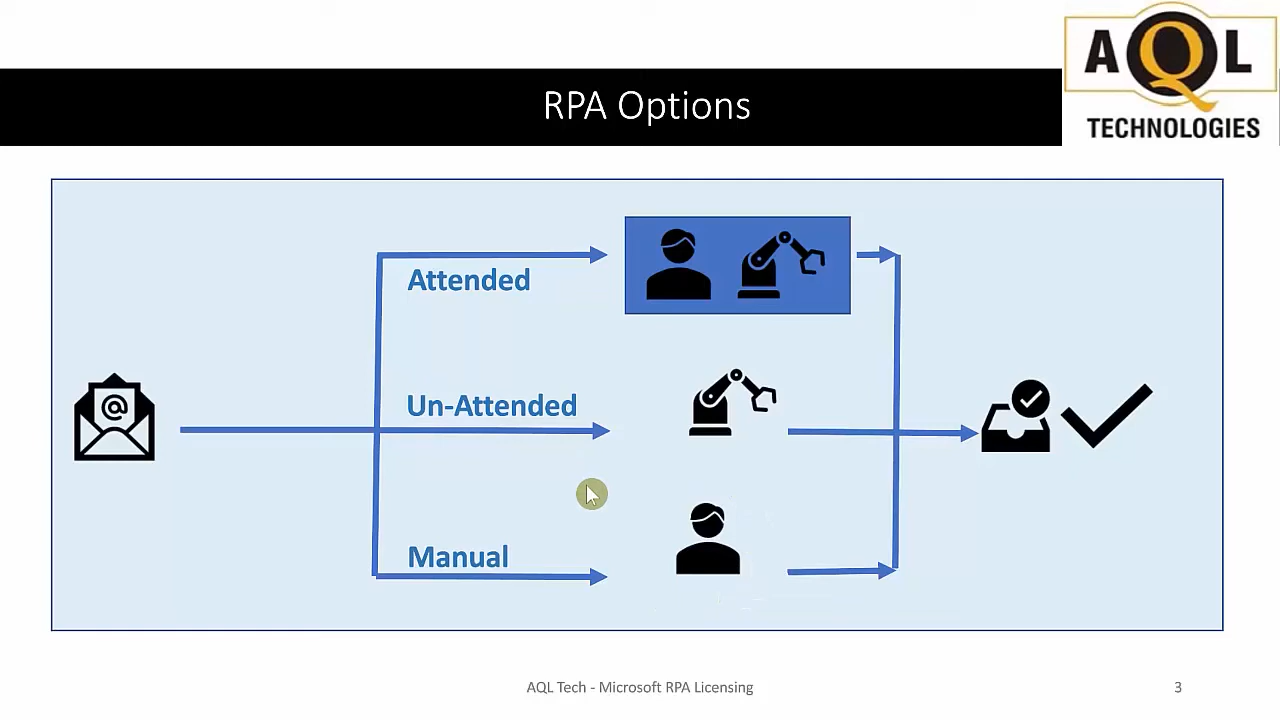 AQL
TECHNOLOGIES
RPA Options
Attended
@
Un-Attended
Manual
AQL Tech - Microsoft RPA Licensing
3